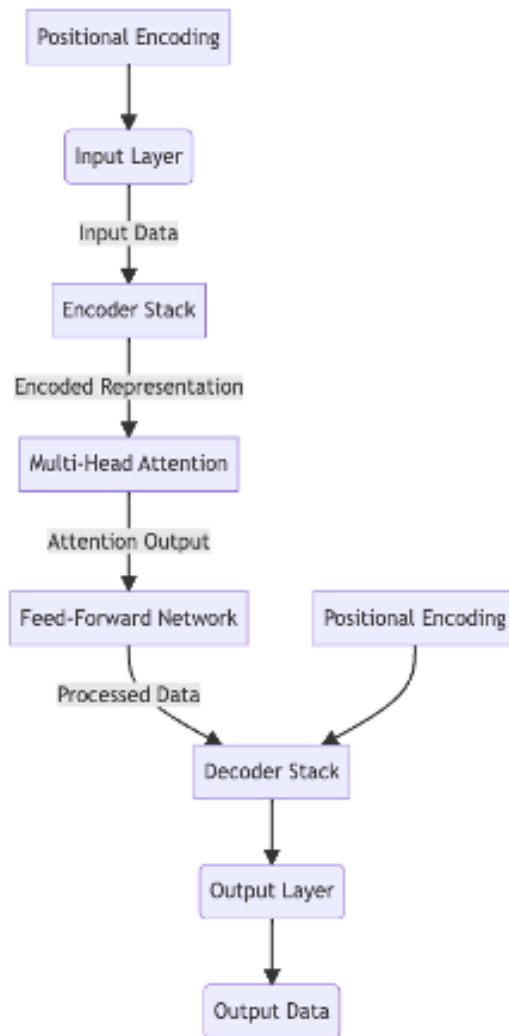 Positional Encoding
Input Layer
Input Data
Encoder Stack
Encoded Representation
Multi-Head Attention
Attention Output
Feed-Forward Network
Positional Encoding
Processed Data
Decoder Stack
Output Layer
Output Data